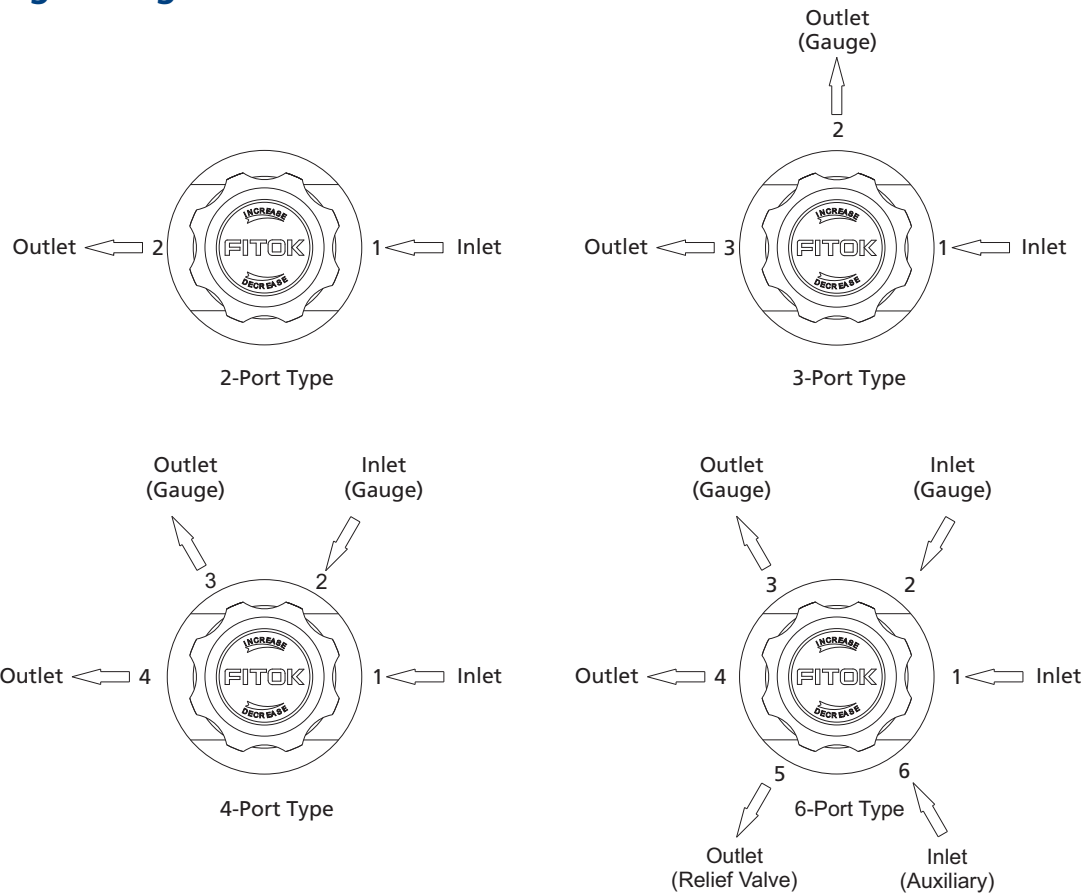 Outlet
(Gauge)
2
INCREASE
FITOK
DECREASE
Outlet
2
1
Inlet
2-Port Type
INCREASE
FITOK
DECREASE
Outlet
3
1
Inlet
3-Port Type
Outlet
(Gauge)
Inlet
(Gauge)
3
2
INCREASE
FITOK
DECREASE
Outlet
4
1
Inlet
4-Port Type
Outlet
(Gauge)
Inlet
(Gauge)
3
2
INCREASE
FITOK
DECREASE
Outlet
4
1
Inlet
5
6
6-Port Type
Outlet
(Relief Valve)
Inlet
(Auxiliary)